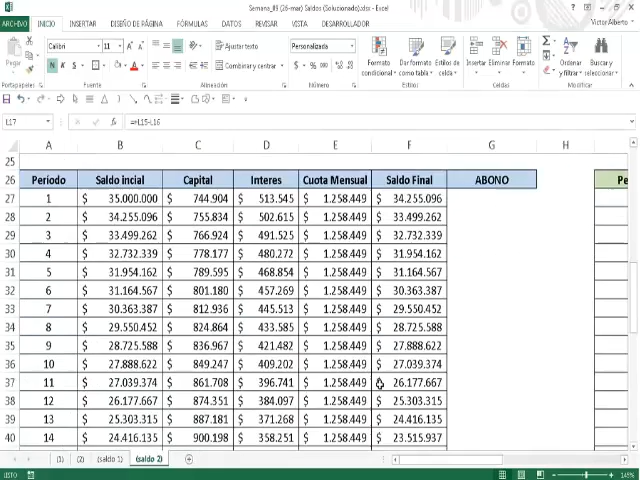 Semana_#9 (26-mar) Saldos (Solucionado).xlsx - Excel
ARCHIVO INICIO INSERTAR DISEÑO DE PÁGINA FÓRMULAS DATOS REVISAR VISTA DESARROLLADOR Victor Alberto
Calibri 11 Ajustar texto Personalizada
Pegar N K S Combinar y centrar $ % Formato condicional Dar formato como tabla Estilos de celda Insertar Eliminar Formato Ordenar y filtrar Buscar y seleccionar
Portapapeles Fuente Alineación Número Estilos Celdas Modificar
L17 =+L15-L16
A B C D E F G H I
25
26 Período Saldo incial Capital Interes Cuota Mensual Saldo Final ABONO Pe
27 1 $ 35.000.000 $ 744.904 $ 513.545 $ 1.258.449 $ 34.255.096
28 2 $ 34.255.096 $ 755.834 $ 502.615 $ 1.258.449 $ 33.499.262
29 3 $ 33.499.262 $ 766.924 $ 491.525 $ 1.258.449 $ 32.732.339
30 4 $ 32.732.339 $ 778.177 $ 480.272 $ 1.258.449 $ 31.954.162
31 5 $ 31.954.162 $ 789.595 $ 468.854 $ 1.258.449 $ 31.164.567
32 6 $ 31.164.567 $ 801.180 $ 457.269 $ 1.258.449 $ 30.363.387
33 7 $ 30.363.387 $ 812.936 $ 445.513 $ 1.258.449 $ 29.550.452
34 8 $ 29.550.452 $ 824.864 $ 433.585 $ 1.258.449 $ 28.725.588
35 9 $ 28.725.588 $ 836.967 $ 421.482 $ 1.258.449 $ 27.888.622
36 10 $ 27.888.622 $ 849.247 $ 409.202 $ 1.258.449 $ 27.039.374
37 11 $ 27.039.374 $ 861.708 $ 396.741 $ 1.258.449 $ 26.177.667
38 12 $ 26.177.667 $ 874.351 $ 384.097 $ 1.258.449 $ 25.303.315
39 13 $ 25.303.315 $ 887.181 $ 371.268 $ 1.258.449 $ 24.416.135
40 14 $ 24.416.135 $ 900.198 $ 358.251 $ 1.258.449 $ 23.515.937
(1) (2) (saldo 1) (saldo 2)
LISTO 145%